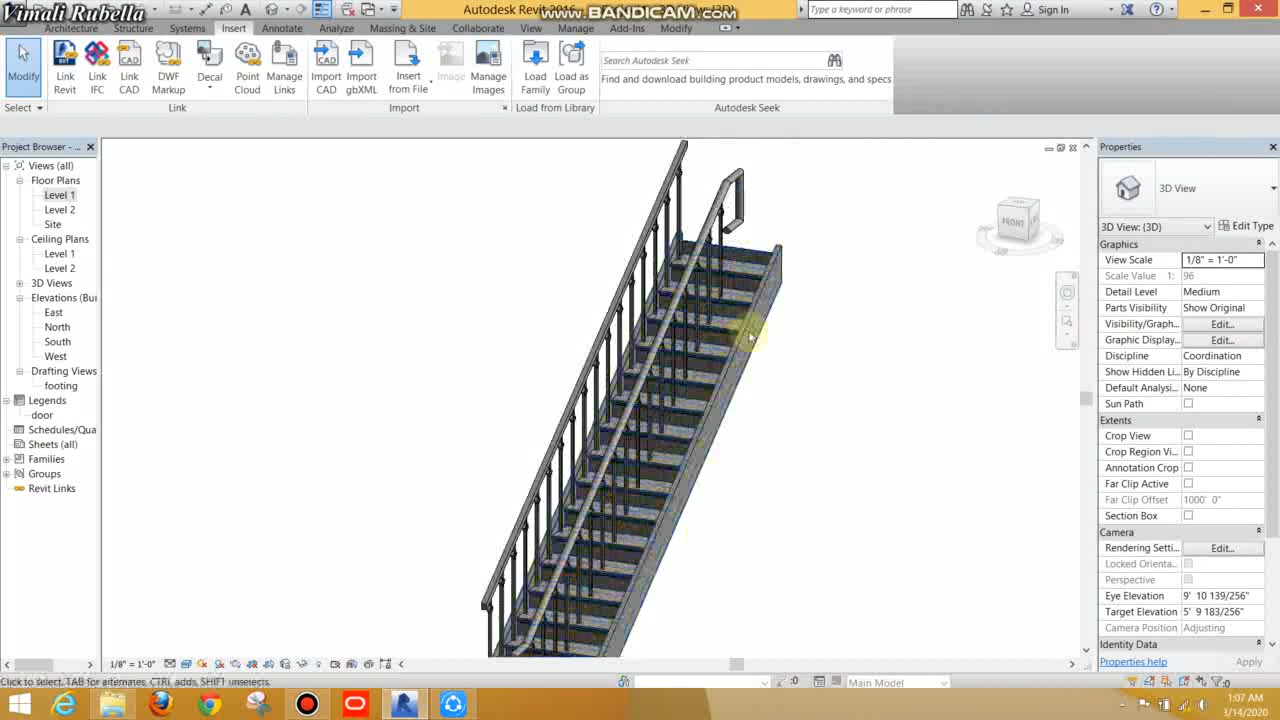 Vimali Rubella
Autodesk Revit 2016
www.BANDICAM.com
Type a keyword or phrase
Sign In
Architecture Structure Systems Insert Annotate Analyze Massing & Site Collaborate View Manage Add-Ins Modify
Modify
Link Revit
Link IFC
Link CAD
DWF Markup
Decal
Point Cloud
Manage Links
Import CAD
Import gbXML
Insert from File
Image
Manage Images
Load Family
Load as Group
Search Autodesk Seek
Find and download building product models, drawings, and specs
Select
Link
Import
Load from Library
Autodesk Seek
Project Browser - ...
Views (all)
Floor Plans
Level 1
Level 2
Site
Ceiling Plans
Level 1
Level 2
3D Views
Elevations (Bui
East
North
South
West
Drafting Views
footing
Legends
door
Schedules/Qua
Sheets (all)
Families
Groups
Revit Links
FRONT
Properties
3D View
3D View: {3D}
Edit Type
Graphics
View Scale 1/8" = 1'-0"
Scale Value 1: 96
Detail Level Medium
Parts Visibility Show Original
Visibility/Graph... Edit...
Graphic Display... Edit...
Discipline Coordination
Show Hidden Li... By Discipline
Default Analysi... None
Sun Path
Extents
Crop View
Crop Region Vi...
Annotation Crop
Far Clip Active
Far Clip Offset 1000' 0"
Section Box
Camera
Rendering Setti... Edit...
Locked Orienta...
Perspective
Eye Elevation 9' 10 139/256"
Target Elevation 5' 9 183/256"
Camera Position Adjusting
Identity Data
Properties help
Apply
1/8" = 1'-0"
Click to select, TAB for alternates, CTRL adds, SHIFT unselects.
:0
Main Model
:0
1:07 AM
3/14/2020